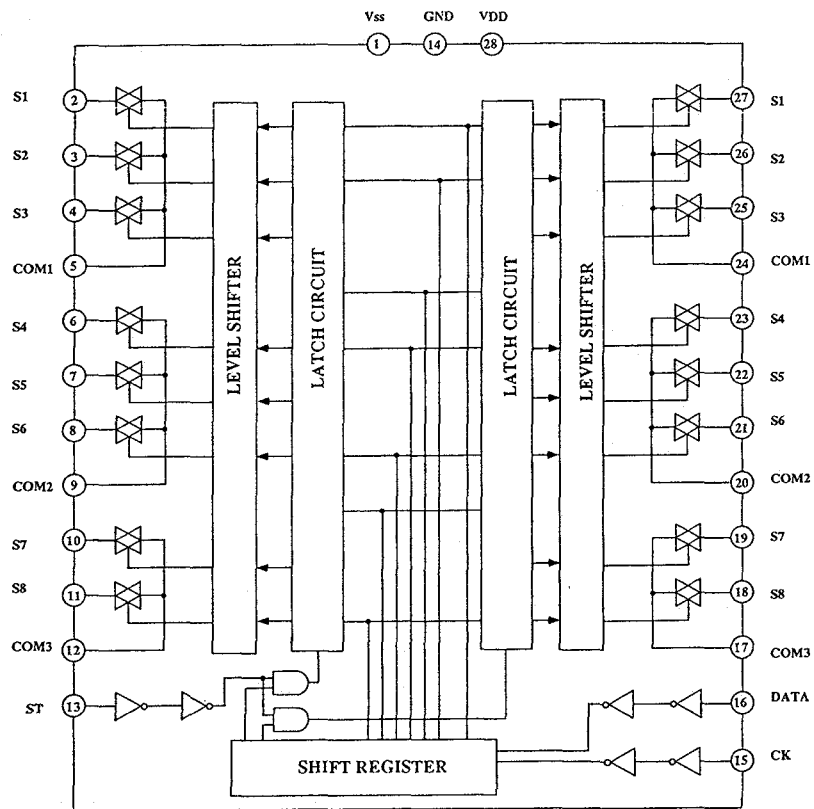 Vss GND VDD
1 14 28
S1 2 27 S1
S2 3 26 S2
S3 4 25 S3
COM1 5 24 COM1
S4 6 23 S4
S5 7 22 S5
S6 8 21 S6
COM2 9 20 COM2
S7 10 19 S7
S8 11 18 S8
COM3 12 17 COM3
LEVEL SHIFTER
LATCH CIRCUIT
LATCH CIRCUIT
LEVEL SHIFTER
ST 13 16 DATA
15 CK
SHIFT REGISTER